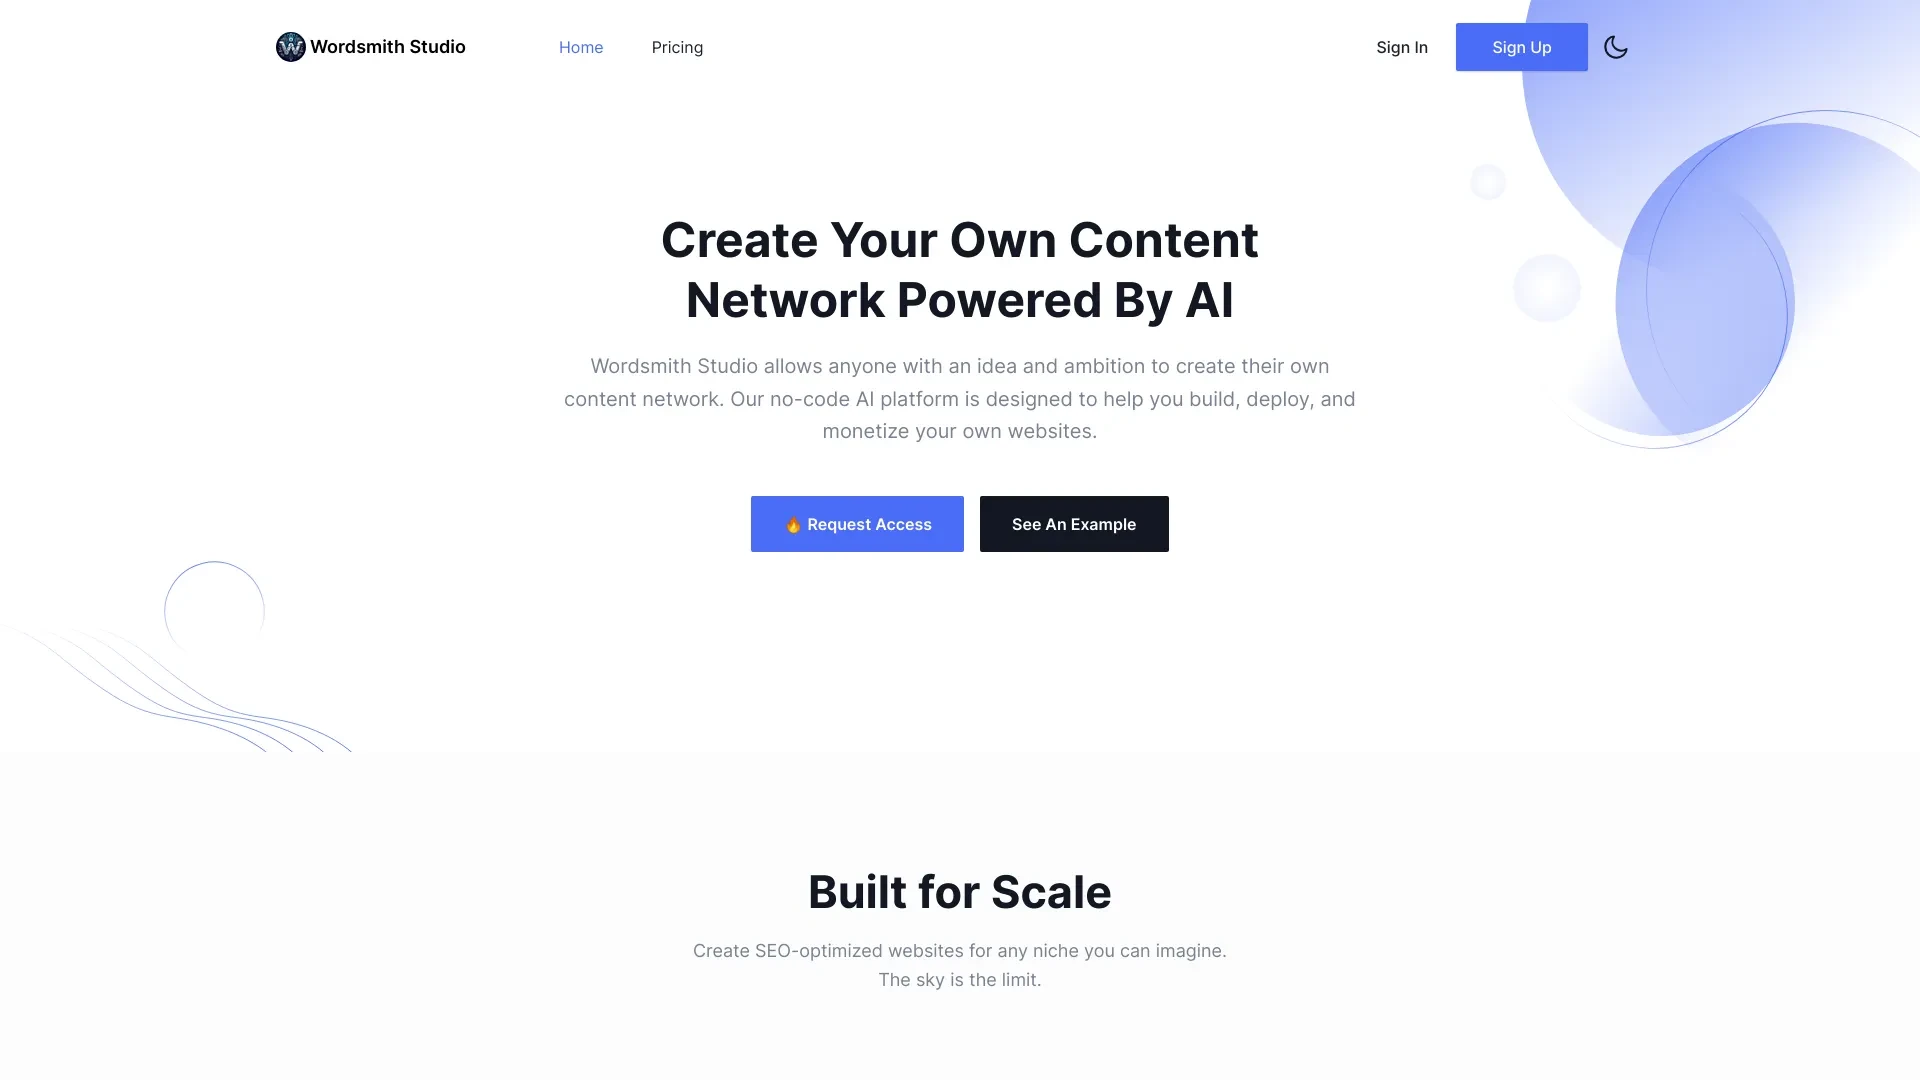 Wordsmith Studio
Home
Pricing
Sign In
Sign Up
Create Your Own Content
Network Powered By AI
Wordsmith Studio allows anyone with an idea and ambition to create their own
content network. Our no-code AI platform is designed to help you build, deploy, and
monetize your own websites.
🔥 Request Access
See An Example
Built for Scale
Create SEO-optimized websites for any niche you can imagine.
The sky is the limit.